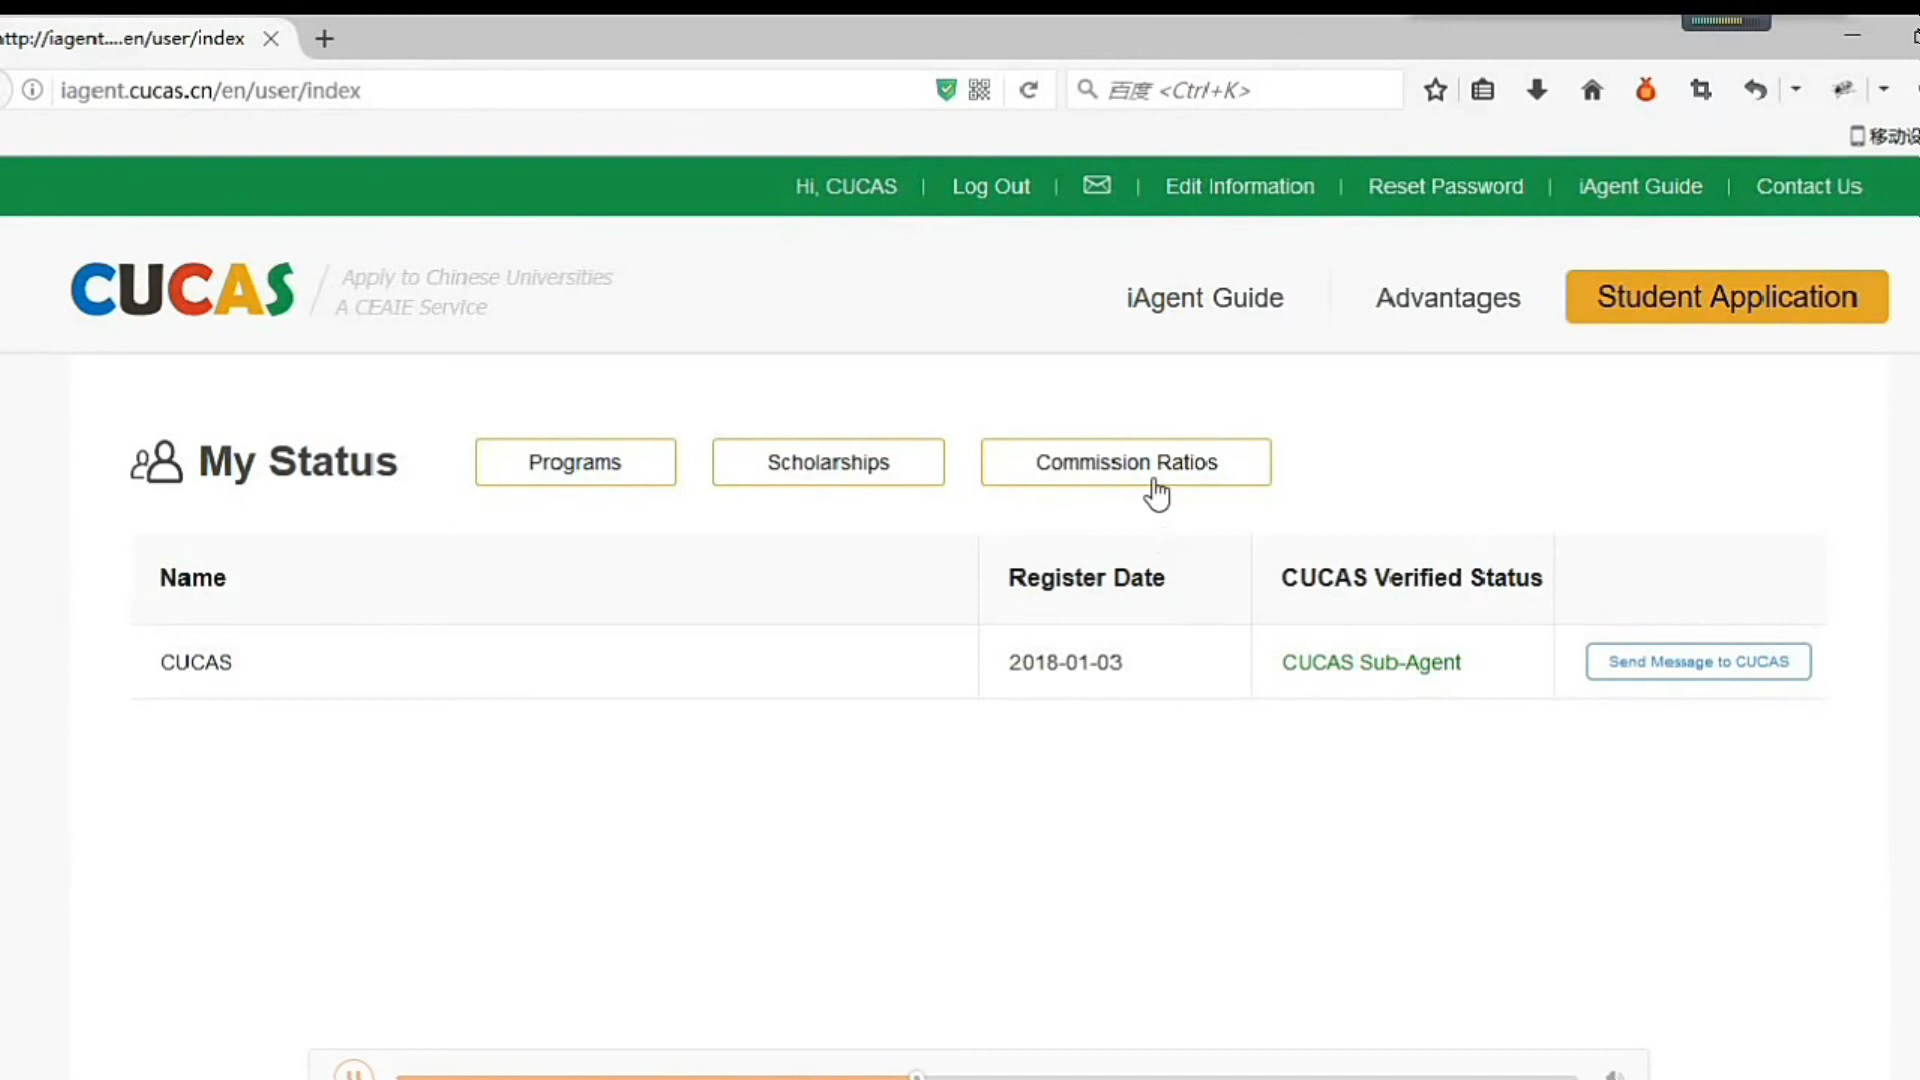 ttp://iagent....en/user/index
iagent.cucas.cn/en/user/index
百度 <Ctrl+K>
Hi, CUCAS | Log Out | | Edit Information | Reset Password | iAgent Guide | Contact Us
CUCAS / Apply to Chinese Universities
A CEAIE Service
iAgent Guide
Advantages
Student Application
My Status
Programs
Scholarships
Commission Ratios
Name Register Date CUCAS Verified Status
CUCAS 2018-01-03 CUCAS Sub-Agent Send Message to CUCAS